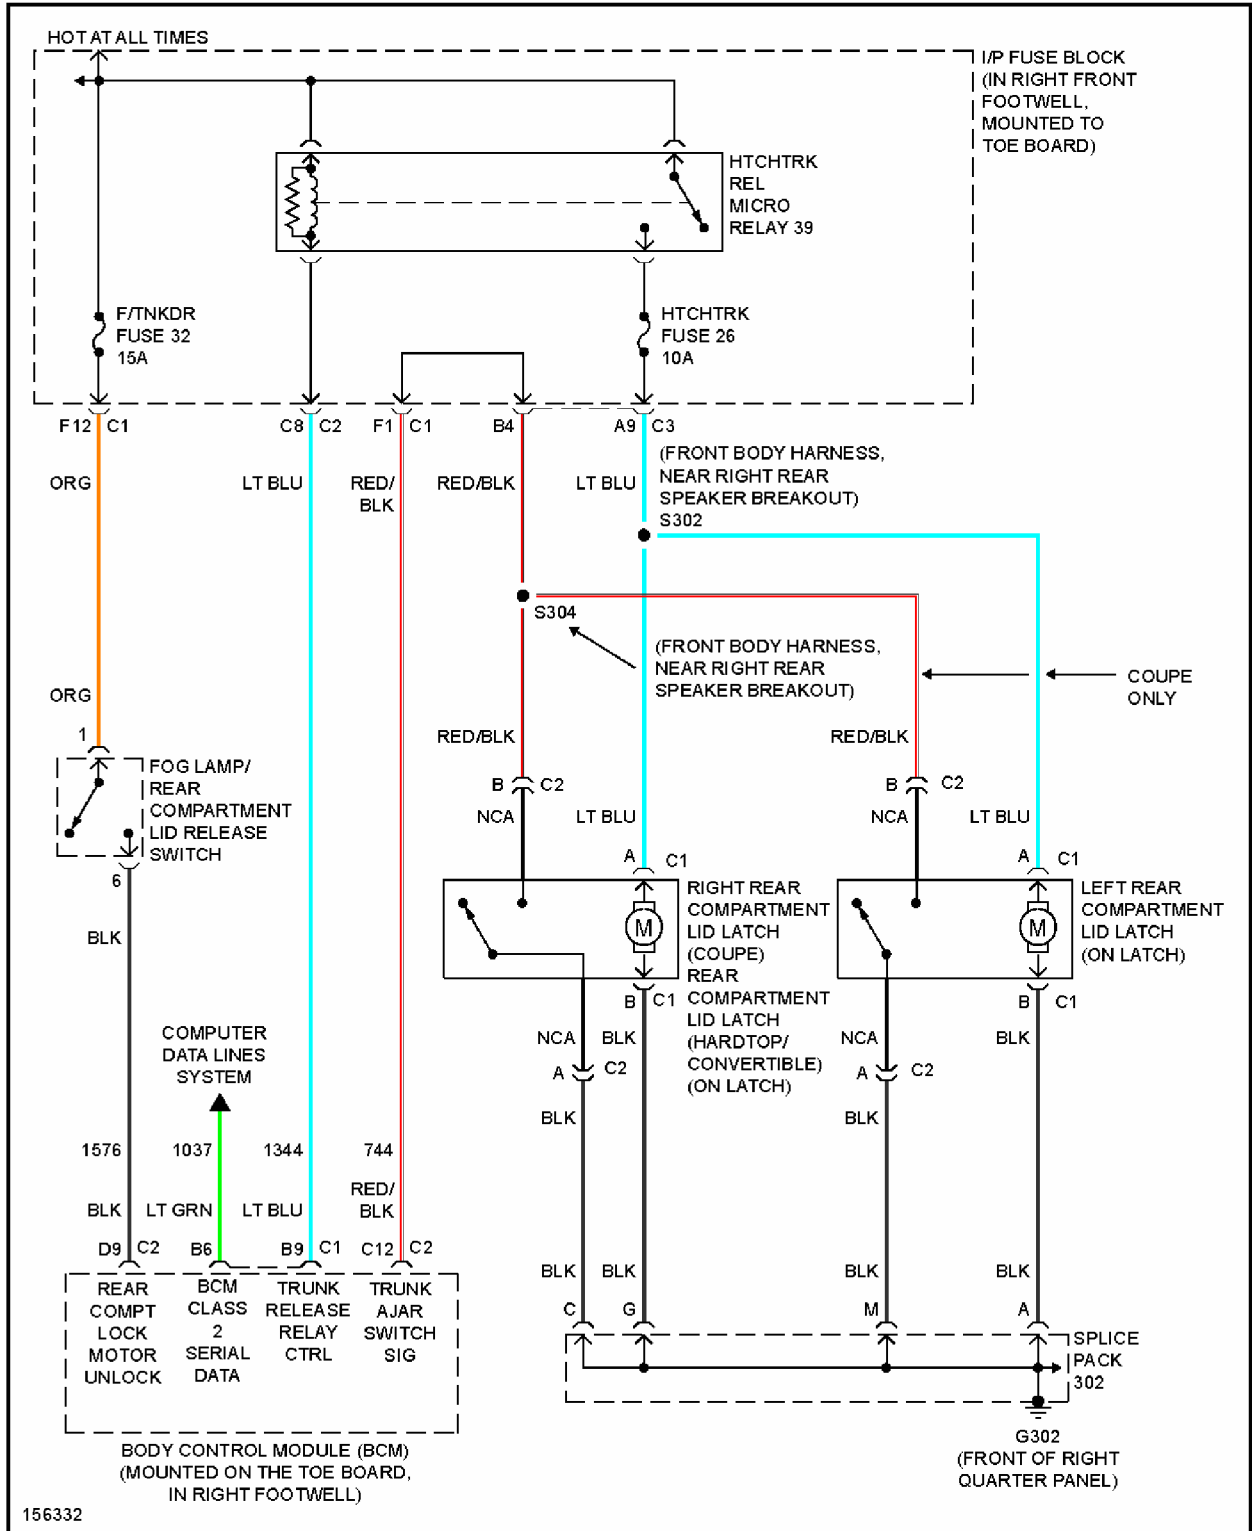 HOT AT ALL TIMES
I/P FUSE BLOCK
(IN RIGHT FRONT
FOOTWELL,
MOUNTED TO
TOE BOARD)
HTCHTRK
REL
MICRO
RELAY 39
F/TNKDR
FUSE 32
15A
HTCHTRK
FUSE 26
10A
F12 C1
C8 C2
F1 C1
B4
A9 C3
ORG
LT BLU
RED/
BLK
RED/BLK
LT BLU
(FRONT BODY HARNESS,
NEAR RIGHT REAR
SPEAKER BREAKOUT)
S302
S304
(FRONT BODY HARNESS,
NEAR RIGHT REAR
SPEAKER BREAKOUT)
COUPE
ONLY
ORG
1
FOG LAMP/
REAR
COMPARTMENT
LID RELEASE
SWITCH
6
BLK
RED/BLK
B C2
NCA
LT BLU
A C1
RED/BLK
B C2
NCA
LT BLU
A C1
M
RIGHT REAR
COMPARTMENT
LID LATCH
(COUPE)
REAR
COMPARTMENT
LID LATCH
(HARDTOP/
CONVERTIBLE)
(ON LATCH)
M
LEFT REAR
COMPARTMENT
LID LATCH
(ON LATCH)
B C1
B C1
NCA
BLK
NCA
BLK
A C2
A C2
BLK
BLK
COMPUTER
DATA LINES
SYSTEM
1576
1037
1344
744
BLK
LT GRN
LT BLU
RED/
BLK
D9 C2
B6
B9 C1
C12 C2
REAR
COMPT
LOCK
MOTOR
UNLOCK
BCM
CLASS
2
SERIAL
DATA
TRUNK
RELEASE
RELAY
CTRL
TRUNK
AJAR
SWITCH
SIG
BODY CONTROL MODULE (BCM)
(MOUNTED ON THE TOE BOARD,
IN RIGHT FOOTWELL)
BLK
BLK
BLK
BLK
C
G
M
A
SPLICE
PACK
302
G302
(FRONT OF RIGHT
QUARTER PANEL)
156332